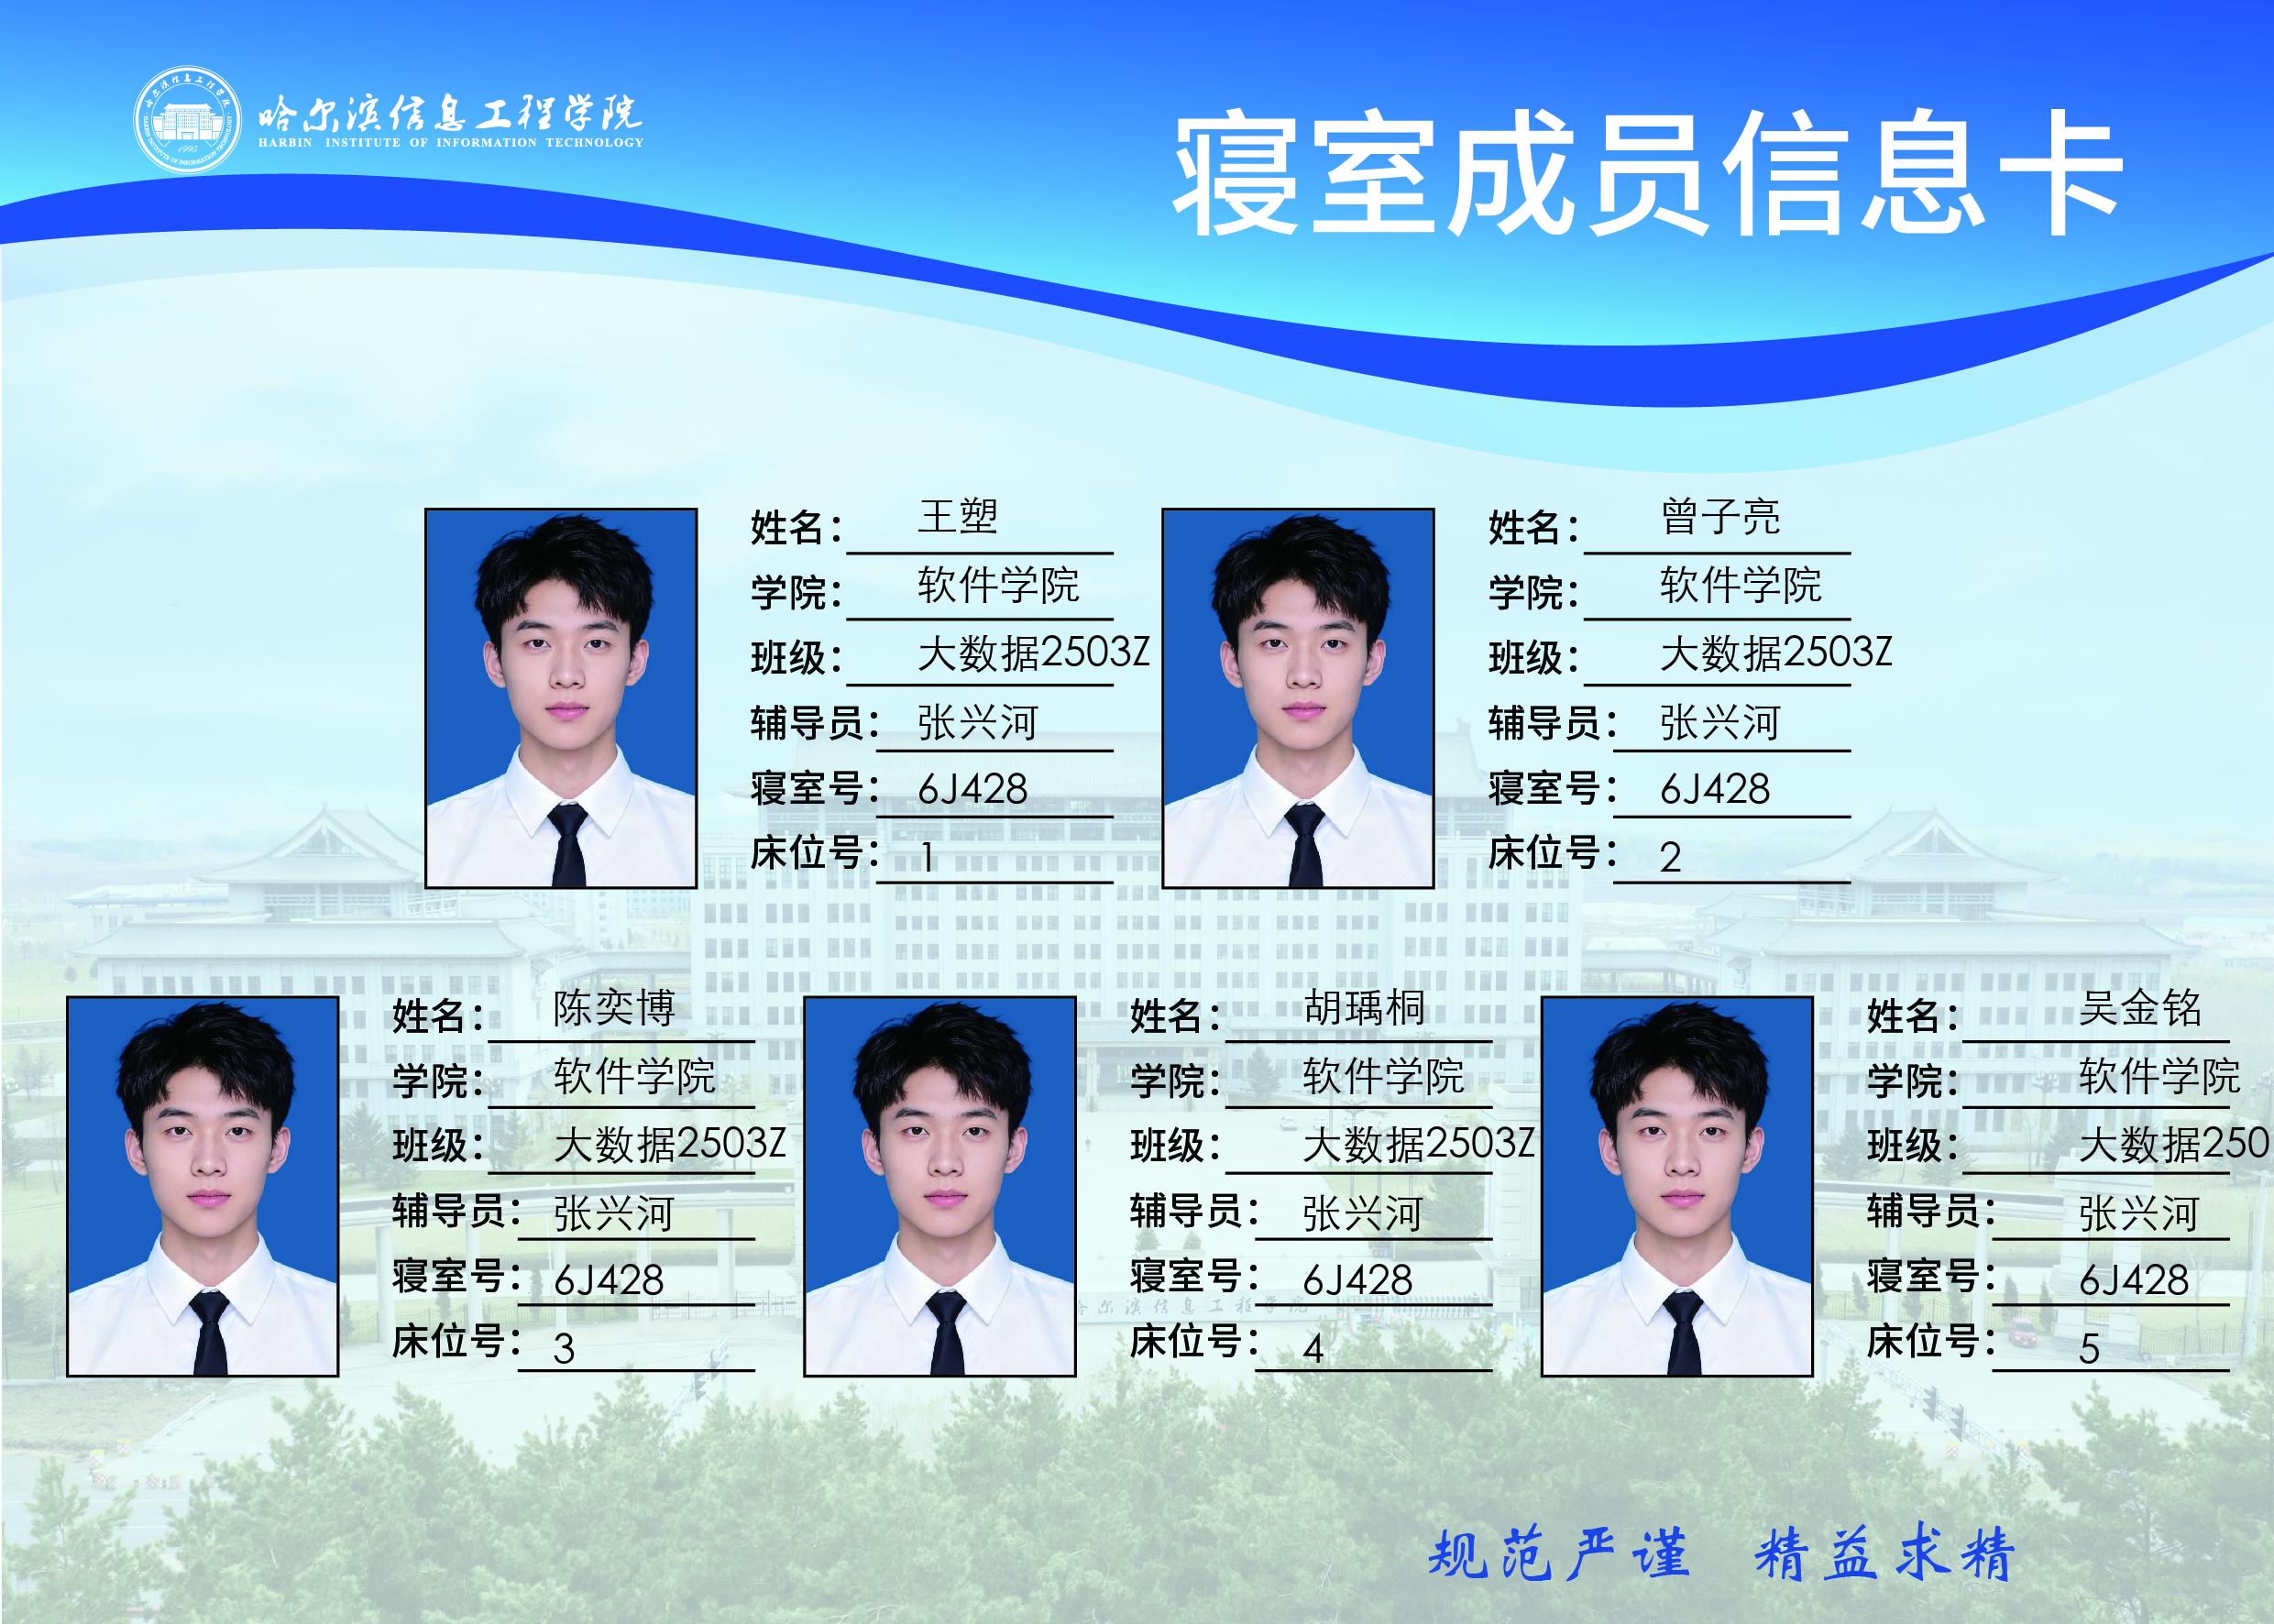 哈尔滨信息工程学院
HARBIN INSTITUTE OF INFORMATION TECHNOLOGY
1995
寝室成员信息卡
姓名：王塑
学院：软件学院
班级：大数据2503Z
辅导员：张兴河
寝室号：6J428
床位号：1
姓名：曾子亮
学院：软件学院
班级：大数据2503Z
辅导员：张兴河
寝室号：6J428
床位号：2
姓名：陈奕博
学院：软件学院
班级：大数据2503Z
辅导员：张兴河
寝室号：6J428
床位号：3
姓名：胡瑀桐
学院：软件学院
班级：大数据2503Z
辅导员：张兴河
寝室号：6J428
床位号：4
姓名：吴金铭
学院：软件学院
班级：大数据250
辅导员：张兴河
寝室号：6J428
床位号：5
哈尔滨信息工程学院
规范严谨 精益求精